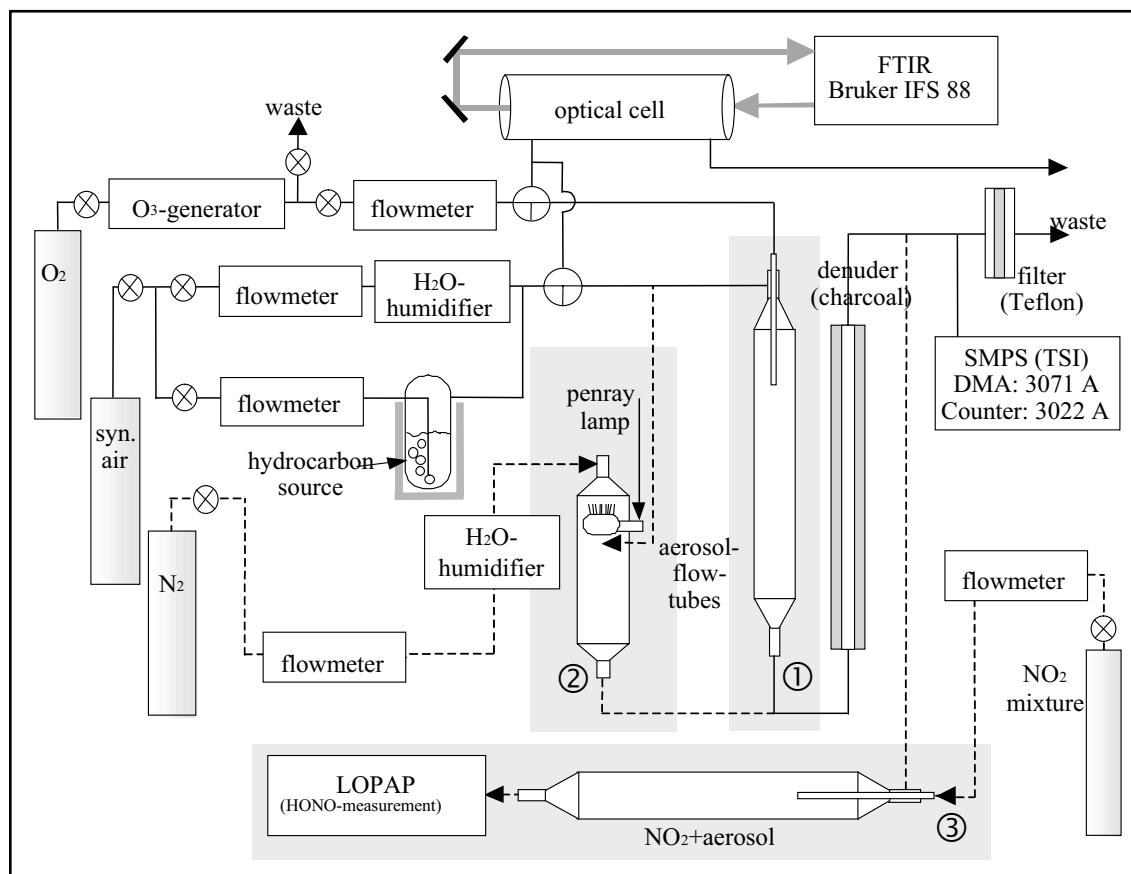 FTIR
Bruker IFS 88
optical cell
waste
O₃-generator
flowmeter
O₂
flowmeter
H₂O-
humidifier
denuder
(charcoal)
waste
filter
(Teflon)
SMPS (TSI)
DMA: 3071 A
Counter: 3022 A
flowmeter
penray
lamp
syn.
air
hydrocarbon
source
H₂O-
humidifier
aerosol-
flow-
tubes
N₂
flowmeter
flowmeter
②
①
NO₂
mixture
LOPAP
(HONO-measurement)
③
NO₂+aerosol